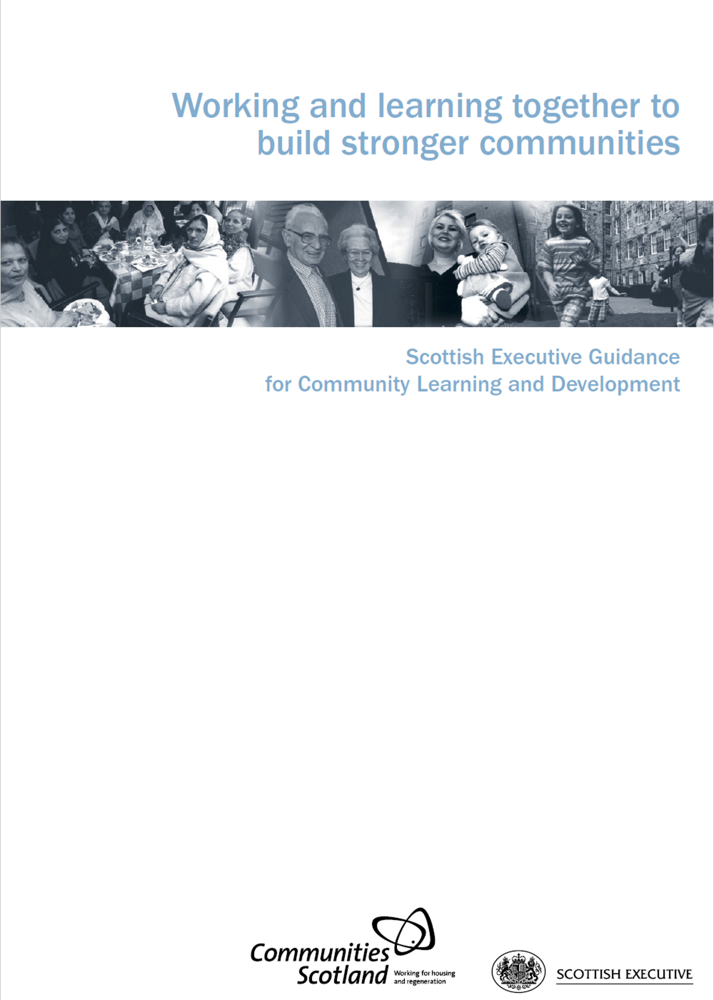 Working and learning together to
build stronger communities
Scottish Executive Guidance
for Community Learning and Development
Communities
Scotland
Working for housing
and regeneration
SCOTTISH EXECUTIVE